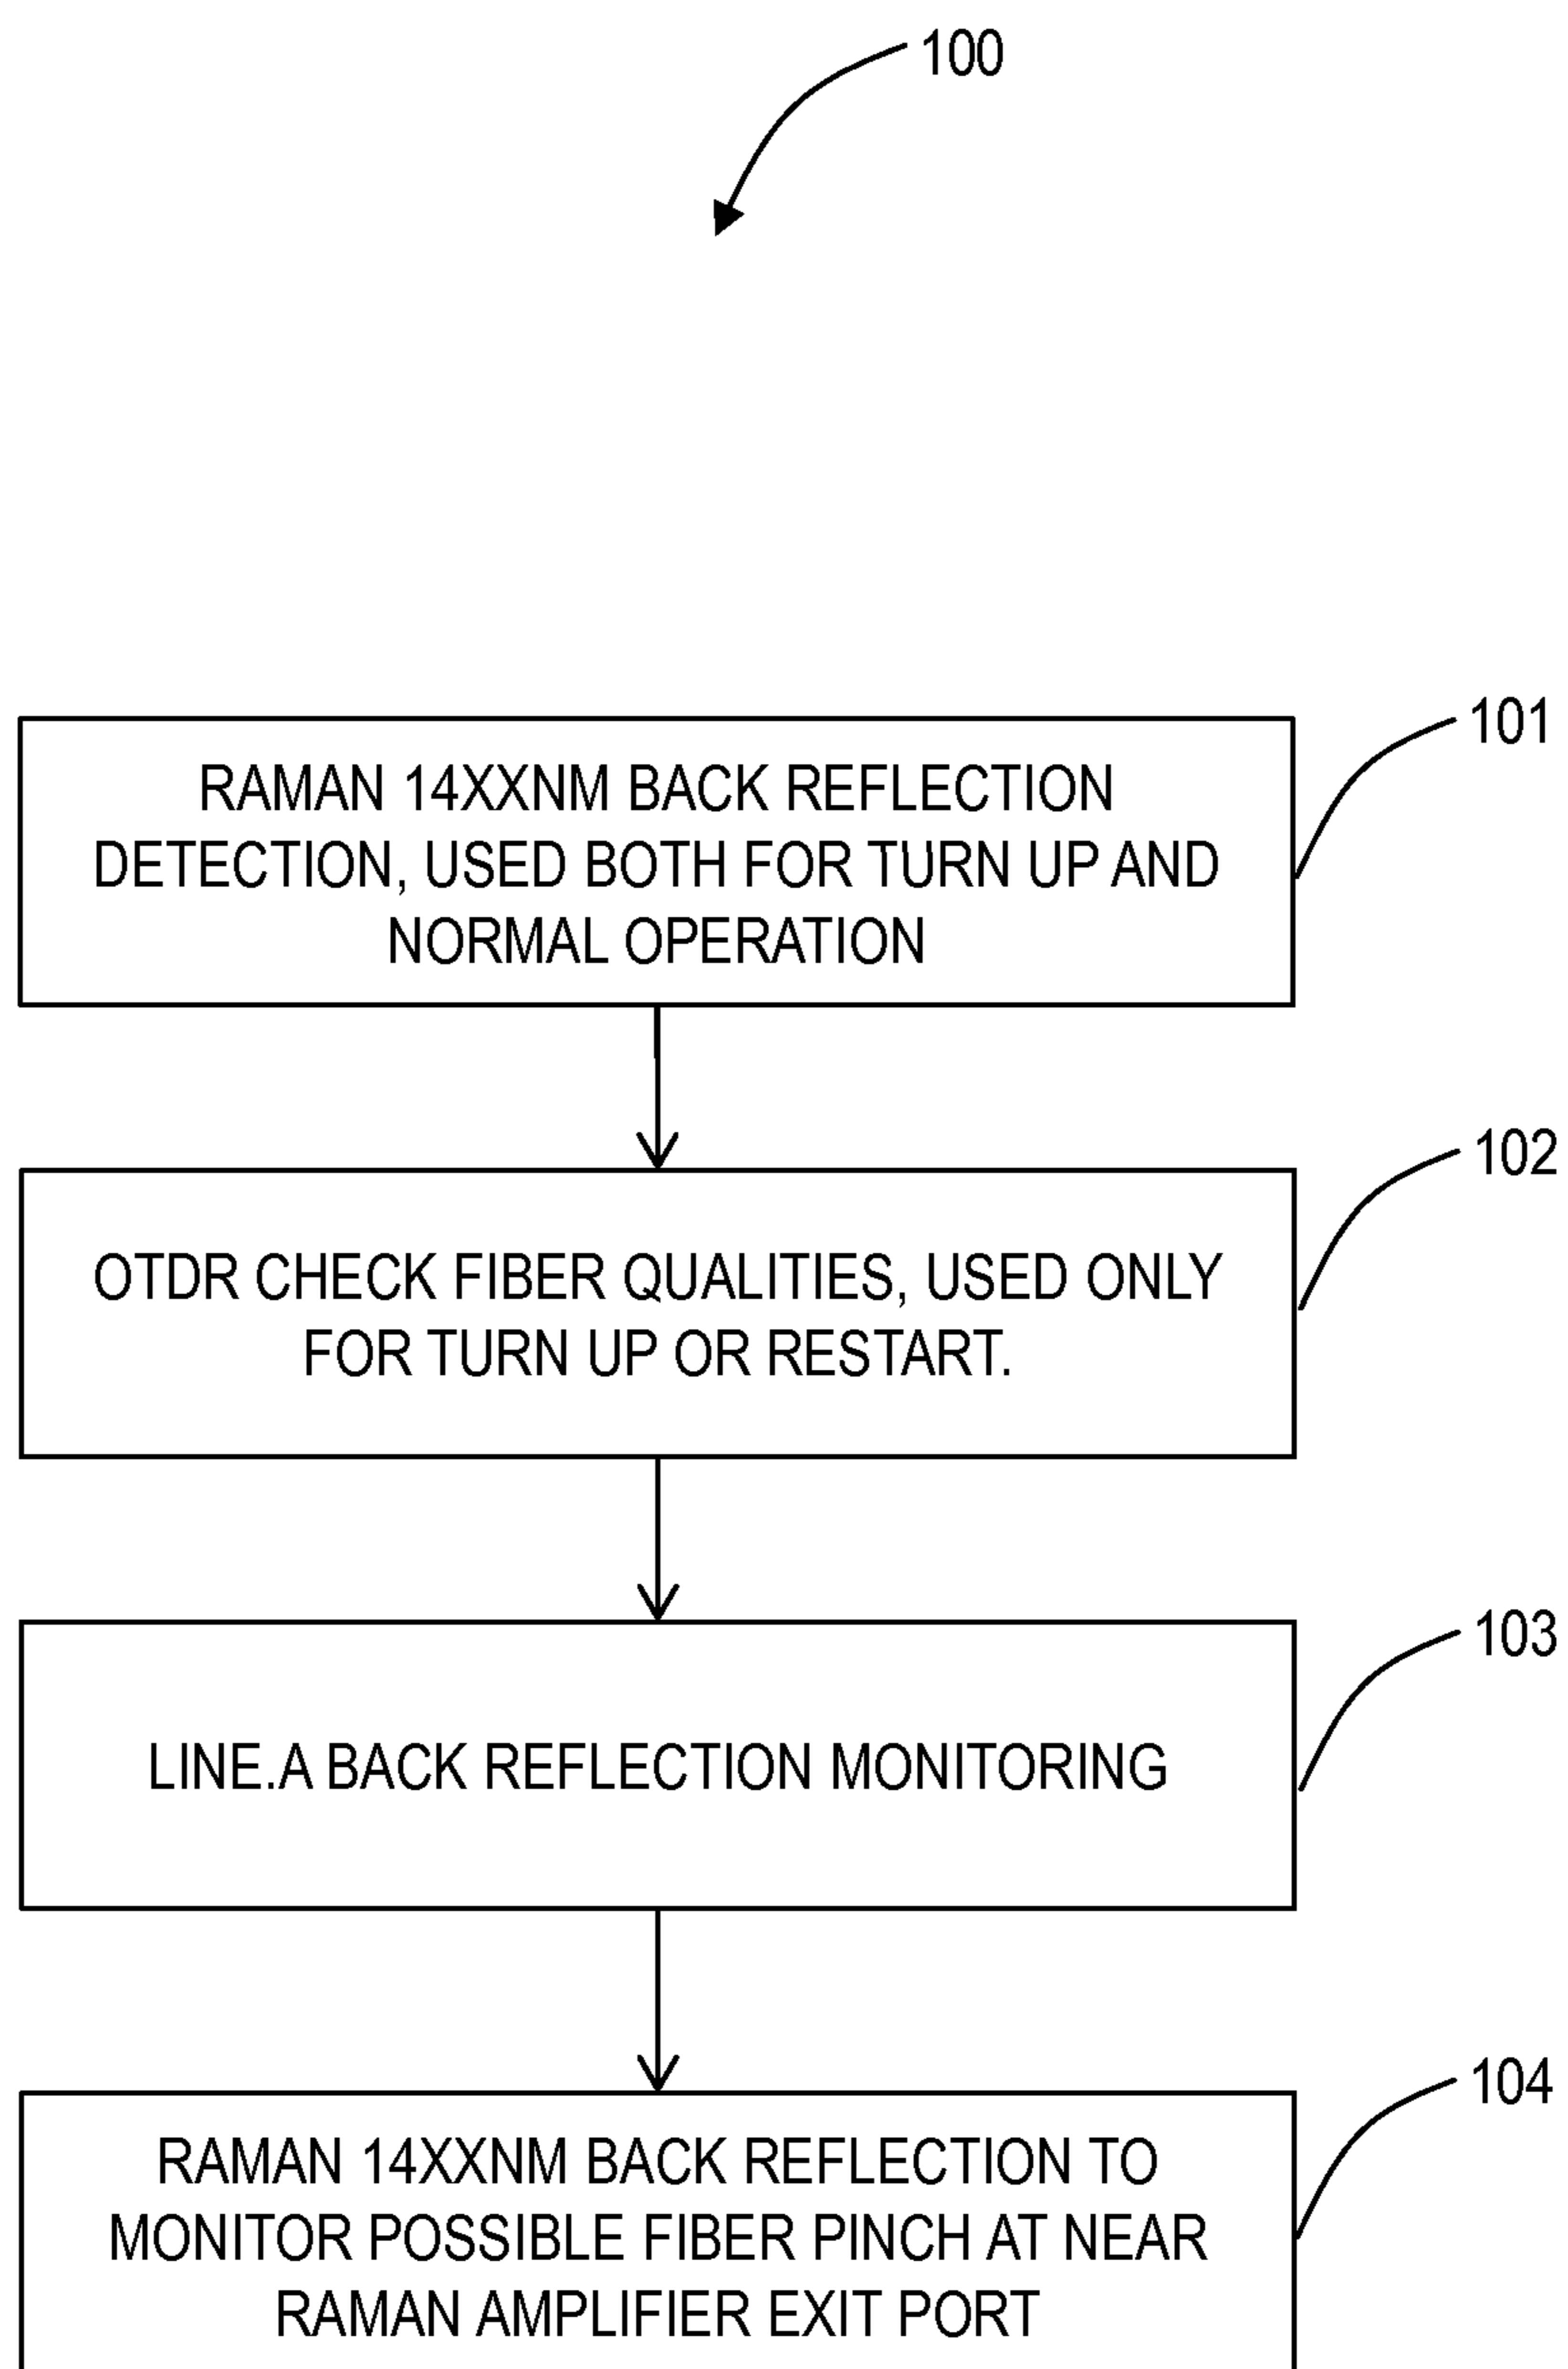 100
101
RAMAN 14XXNM BACK REFLECTION
DETECTION, USED BOTH FOR TURN UP AND
NORMAL OPERATION
102
OTDR CHECK FIBER QUALITIES, USED ONLY
FOR TURN UP OR RESTART.
103
LINE.A BACK REFLECTION MONITORING
104
RAMAN 14XXNM BACK REFLECTION TO
MONITOR POSSIBLE FIBER PINCH AT NEAR
RAMAN AMPLIFIER EXIT PORT